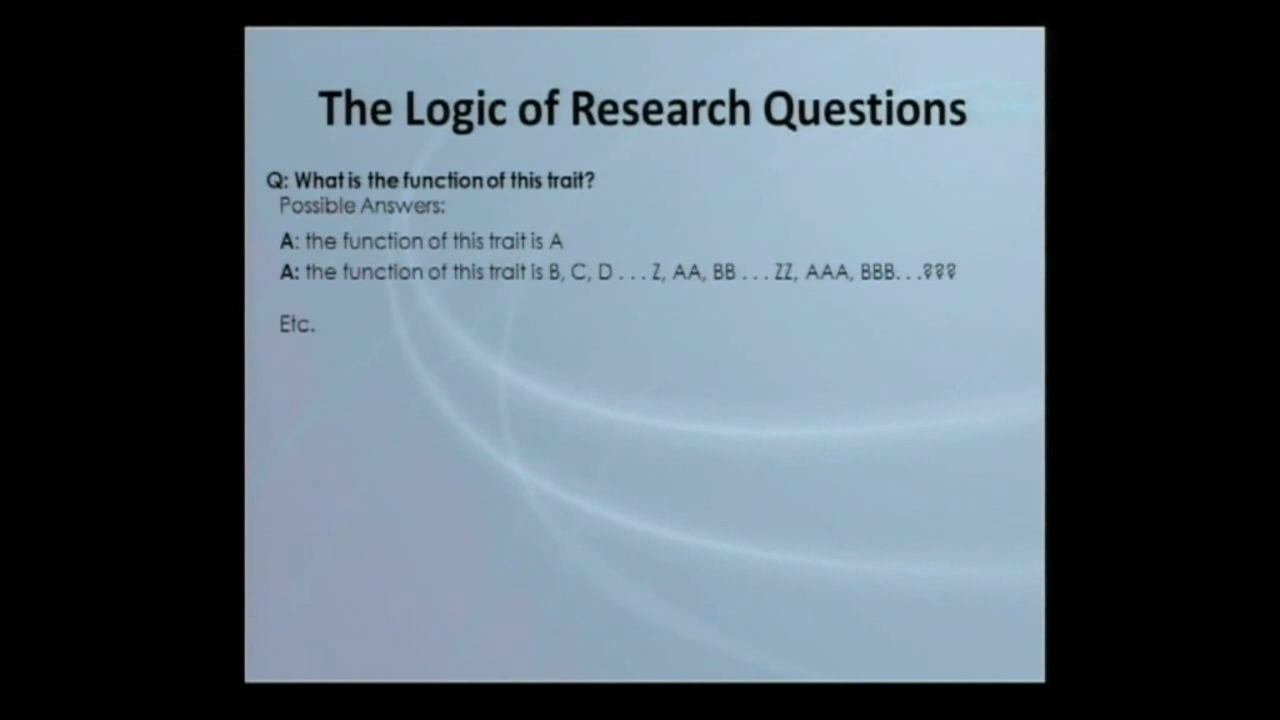 The Logic of Research Questions
Q: What is the function of this trait?
Possible Answers:
A: the function of this trait is A
A: the function of this trait is B, C, D . . . Z, AA, BB . . . ZZ, AAA, BBB. . .???
Etc.